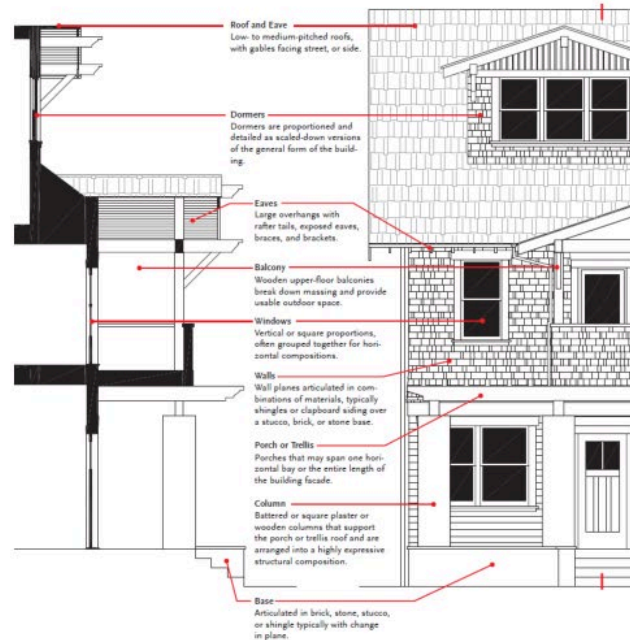 Roof and Eave
Low- to medium-pitched roofs,
with gables facing street, or side.
Dormers
Dormers are proportioned and
detailed as scaled-down versions
of the general form of the build-
ing.
Eaves
Large overhangs with
rafter tails, exposed eaves,
braces, and brackets.
Balcony
Wooden upper-floor balconies
break down massing and provide
usable outdoor space.
Windows
Vertical or square proportions,
often grouped together for hori-
zontal compositions.
Walls
Wall planes articulated in com-
binations of materials, typically
shingles or clapboard siding over
a stucco, brick, or stone base.
Porch or Trellis
Porches that may span one hori-
zontal bay or the entire length of
the building facade.
Column
Battered or square plaster or
wooden columns that support
the porch or trellis roof and are
arranged into a highly expressive
structural composition.
Base
Articulated in brick, stone, stucco,
or shingle typically with change
in plane.